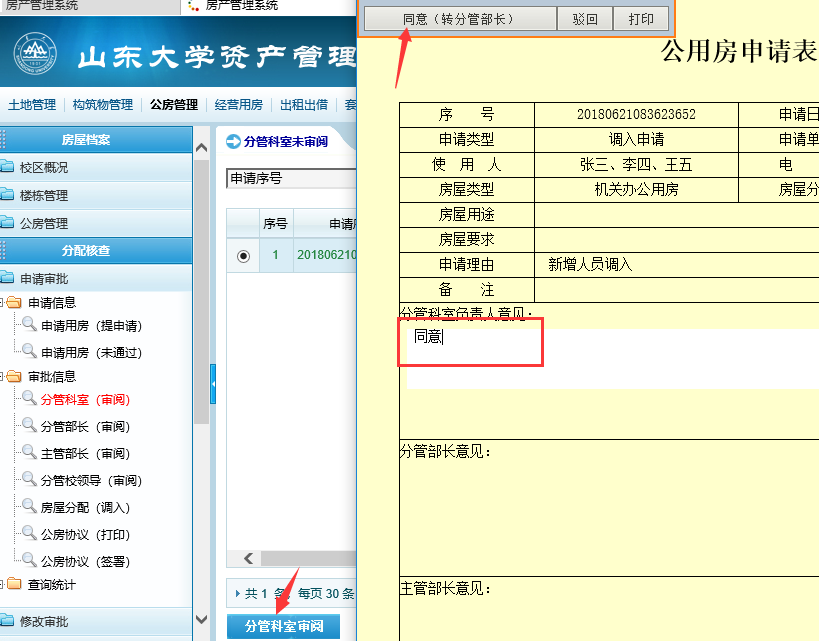 房产管理系统
房产管理系统
山东大学资产管理
土地管理 构筑物管理 公房管理 经营用房 出租出借
房屋档案
校区概况
楼栋管理
公房管理
分配核查
申请审批
申请信息
申请用房（提申请）
申请用房（未通过）
审批信息
分管科室（审阅）
分管部长（审阅）
主管部长（审阅）
分管校领导（审阅）
房屋分配（调入）
公房协议（打印）
公房协议（签署）
查询统计
修改审批
分管科室未审阅
申请序号
序号 申请
1 201806210
共 1 条 每页 30 条
分管科室审阅
同意（转分管部长） 驳回 打印
公用房申请表
序 号 20180621083623652 申请日
申请类型 调入申请 申请单
使 用 人 张三、李四、王五 电
房屋类型 机关办公用房 房屋分
房屋用途
房屋要求
申请理由 新增人员调入
备 注
分管科室负责人意见：
同意
分管部长意见：
主管部长意见：